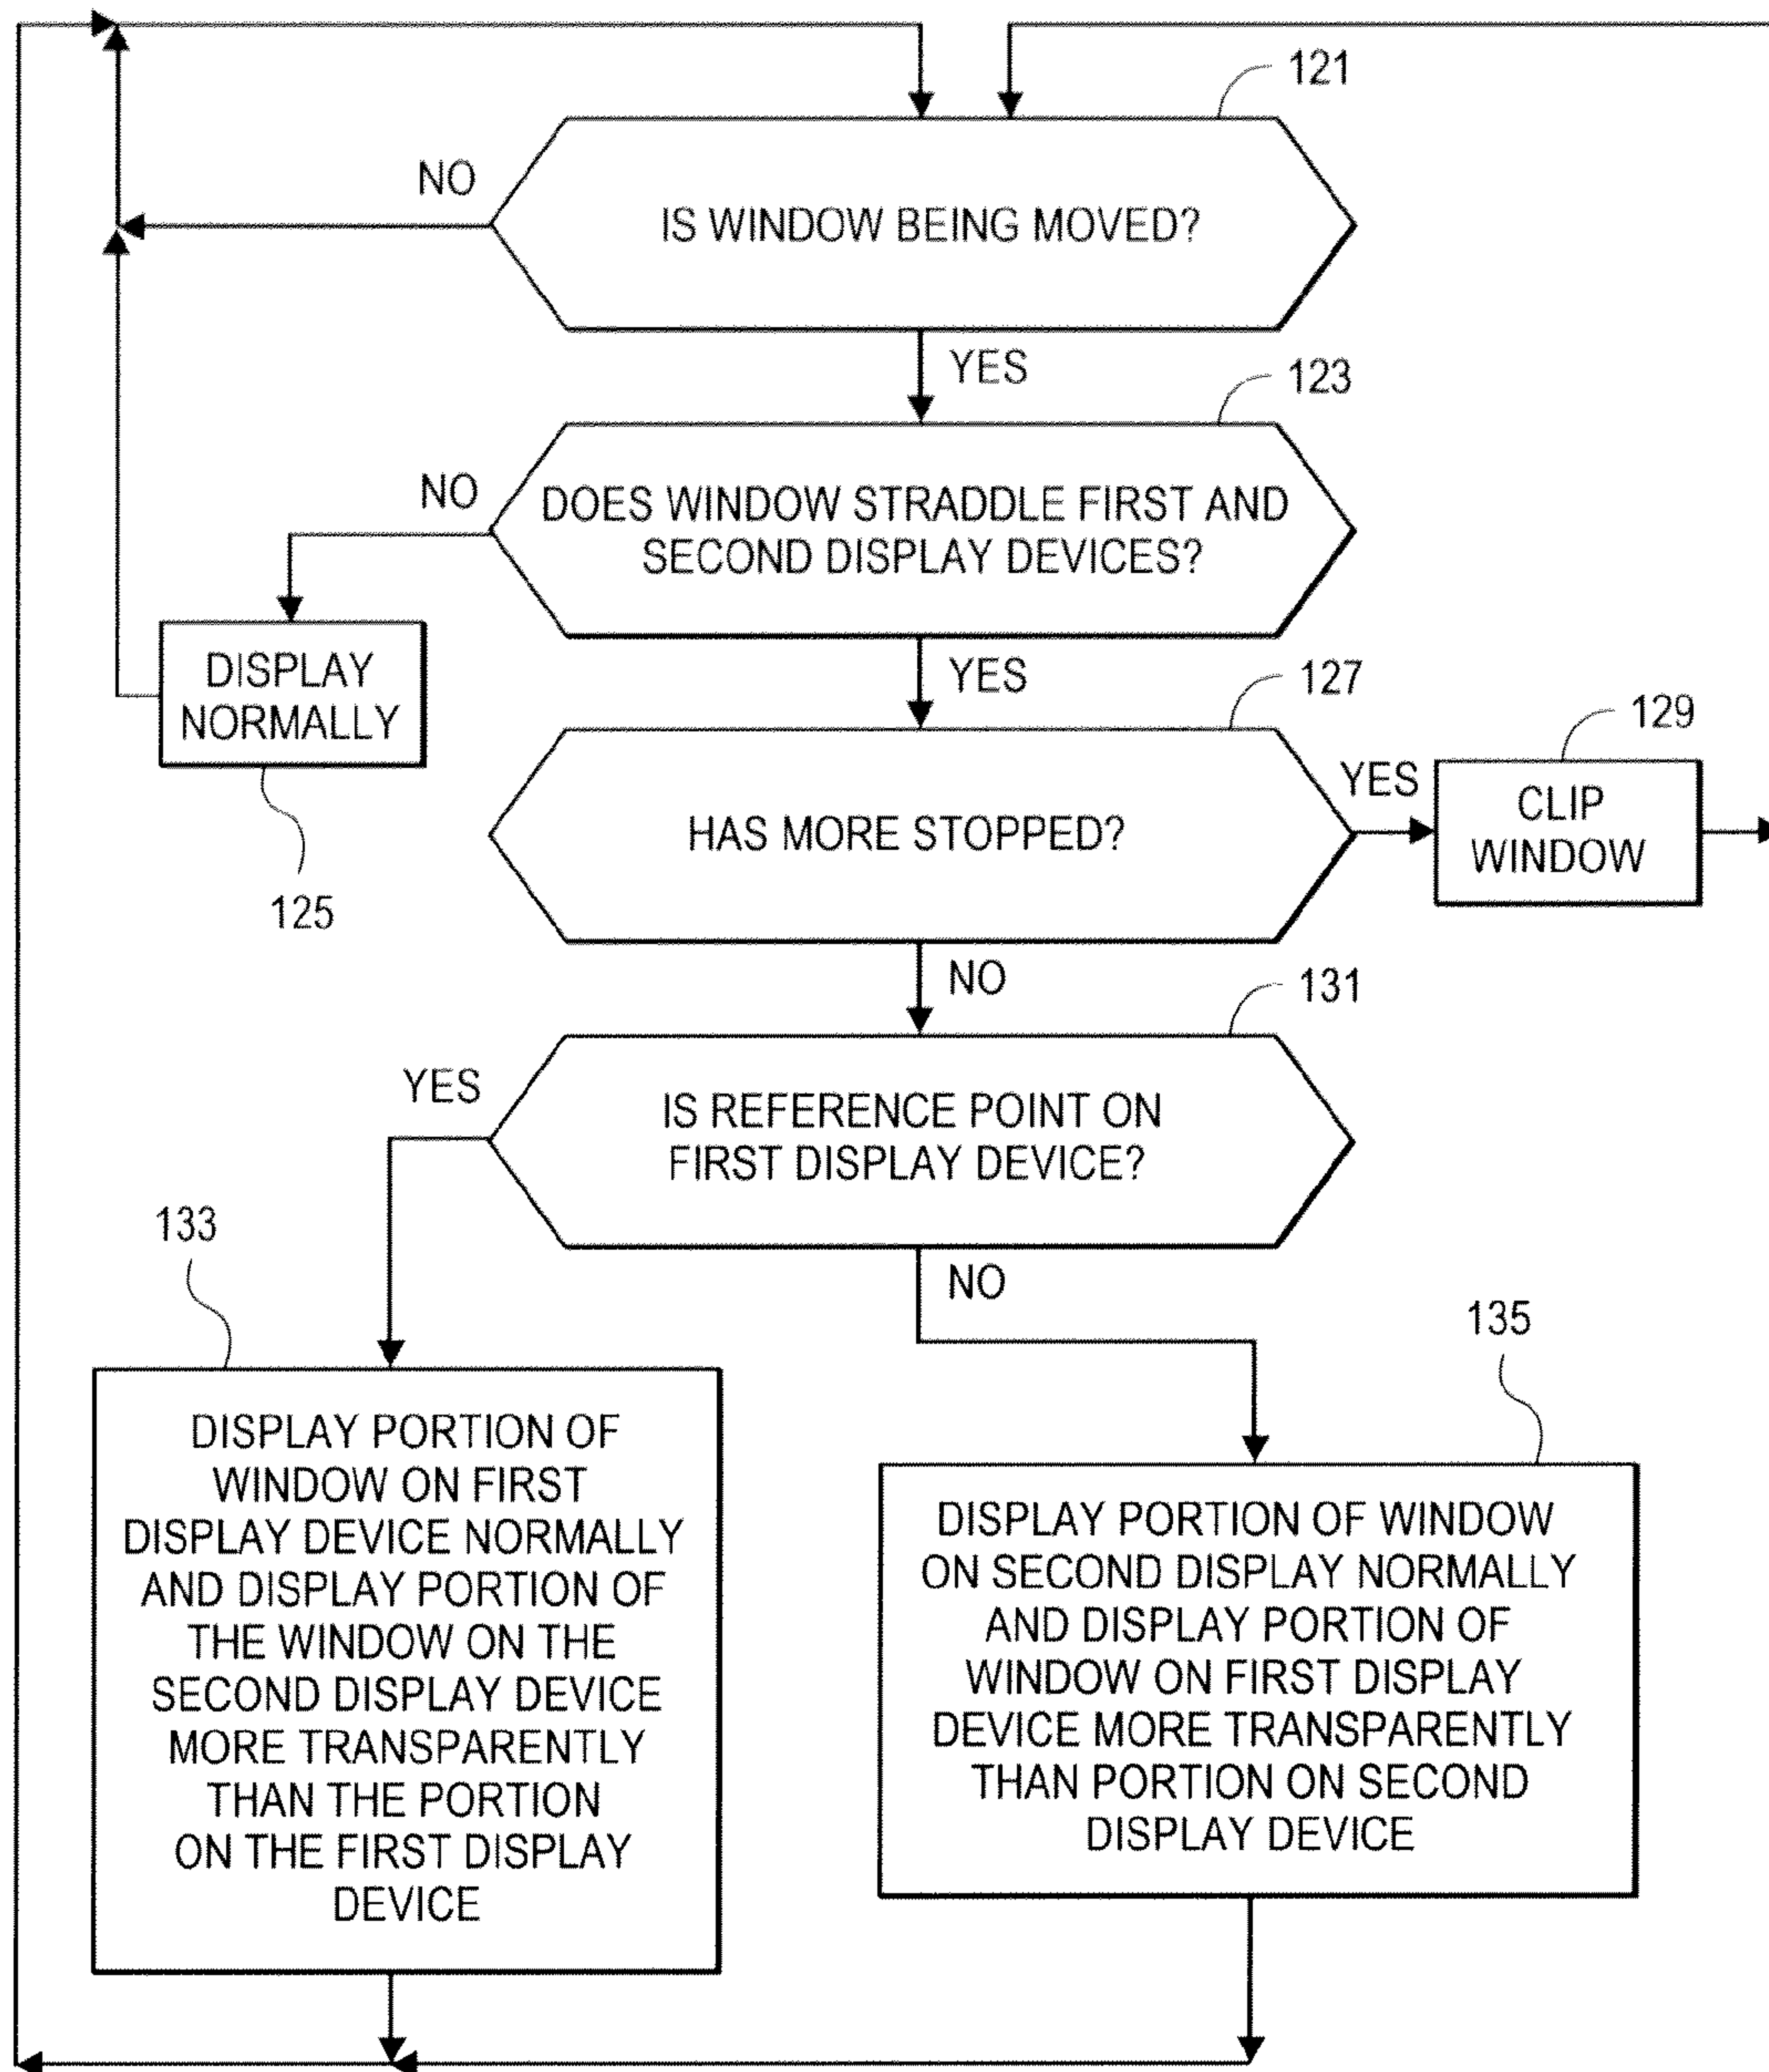 121
NO
IS WINDOW BEING MOVED?
YES
123
NO
DOES WINDOW STRADDLE FIRST AND
SECOND DISPLAY DEVICES?
DISPLAY
NORMALLY
125
YES
127
129
HAS MORE STOPPED?
YES
CLIP
WINDOW
NO
131
YES
IS REFERENCE POINT ON
FIRST DISPLAY DEVICE?
133
NO
135
DISPLAY PORTION OF
WINDOW ON FIRST
DISPLAY DEVICE NORMALLY
AND DISPLAY PORTION OF
THE WINDOW ON THE
SECOND DISPLAY DEVICE
MORE TRANSPARENTLY
THAN THE PORTION
ON THE FIRST DISPLAY
DEVICE
DISPLAY PORTION OF WINDOW
ON SECOND DISPLAY NORMALLY
AND DISPLAY PORTION OF
WINDOW ON FIRST DISPLAY
DEVICE MORE TRANSPARENTLY
THAN PORTION ON SECOND
DISPLAY DEVICE